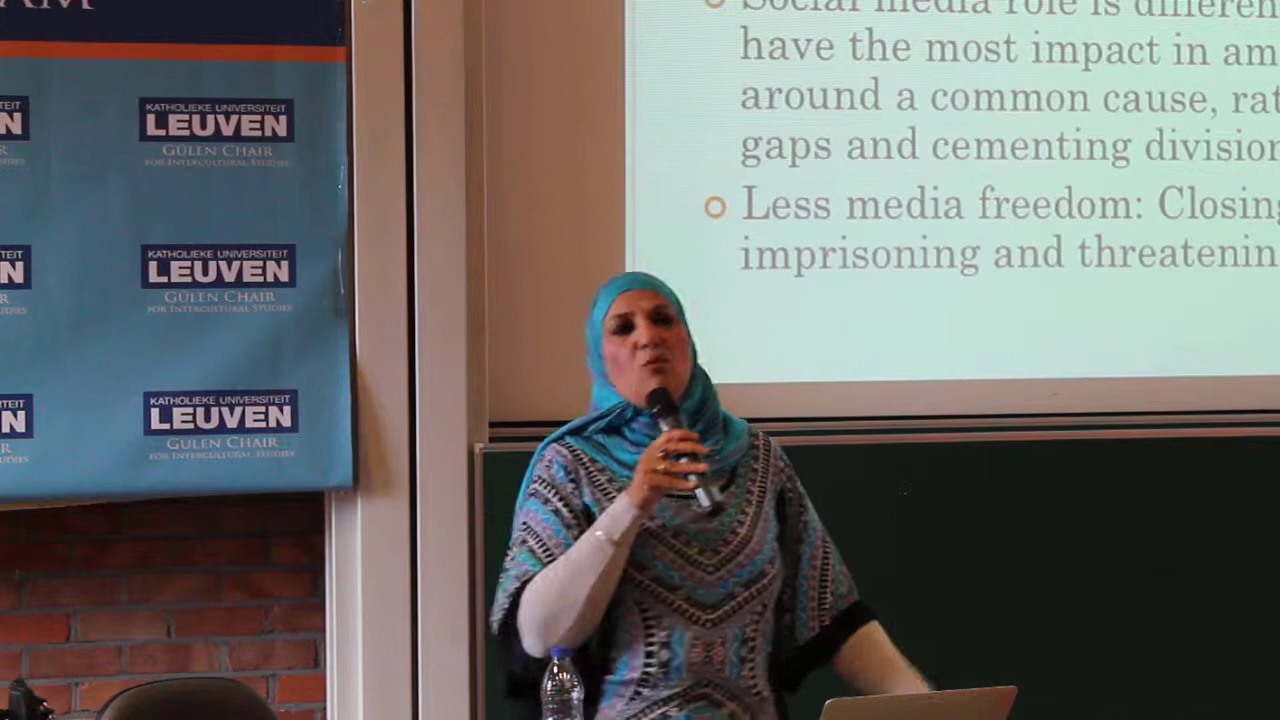 AM
KATHOLIEKE UNIVERSITEIT
LEUVEN
GÜLEN CHAIR
FOR INTERCULTURAL STUDIES
KATHOLIEKE UNIVERSITEIT
LEUVEN
GÜLEN CHAIR
FOR INTERCULTURAL STUDIES
KATHOLIEKE UNIVERSITEIT
LEUVEN
GÜLEN CHAIR
FOR INTERCULTURAL STUDIES
Social media role is differen
have the most impact in am
around a common cause, rat
gaps and cementing division
Less media freedom: Closing
imprisoning and threatenin